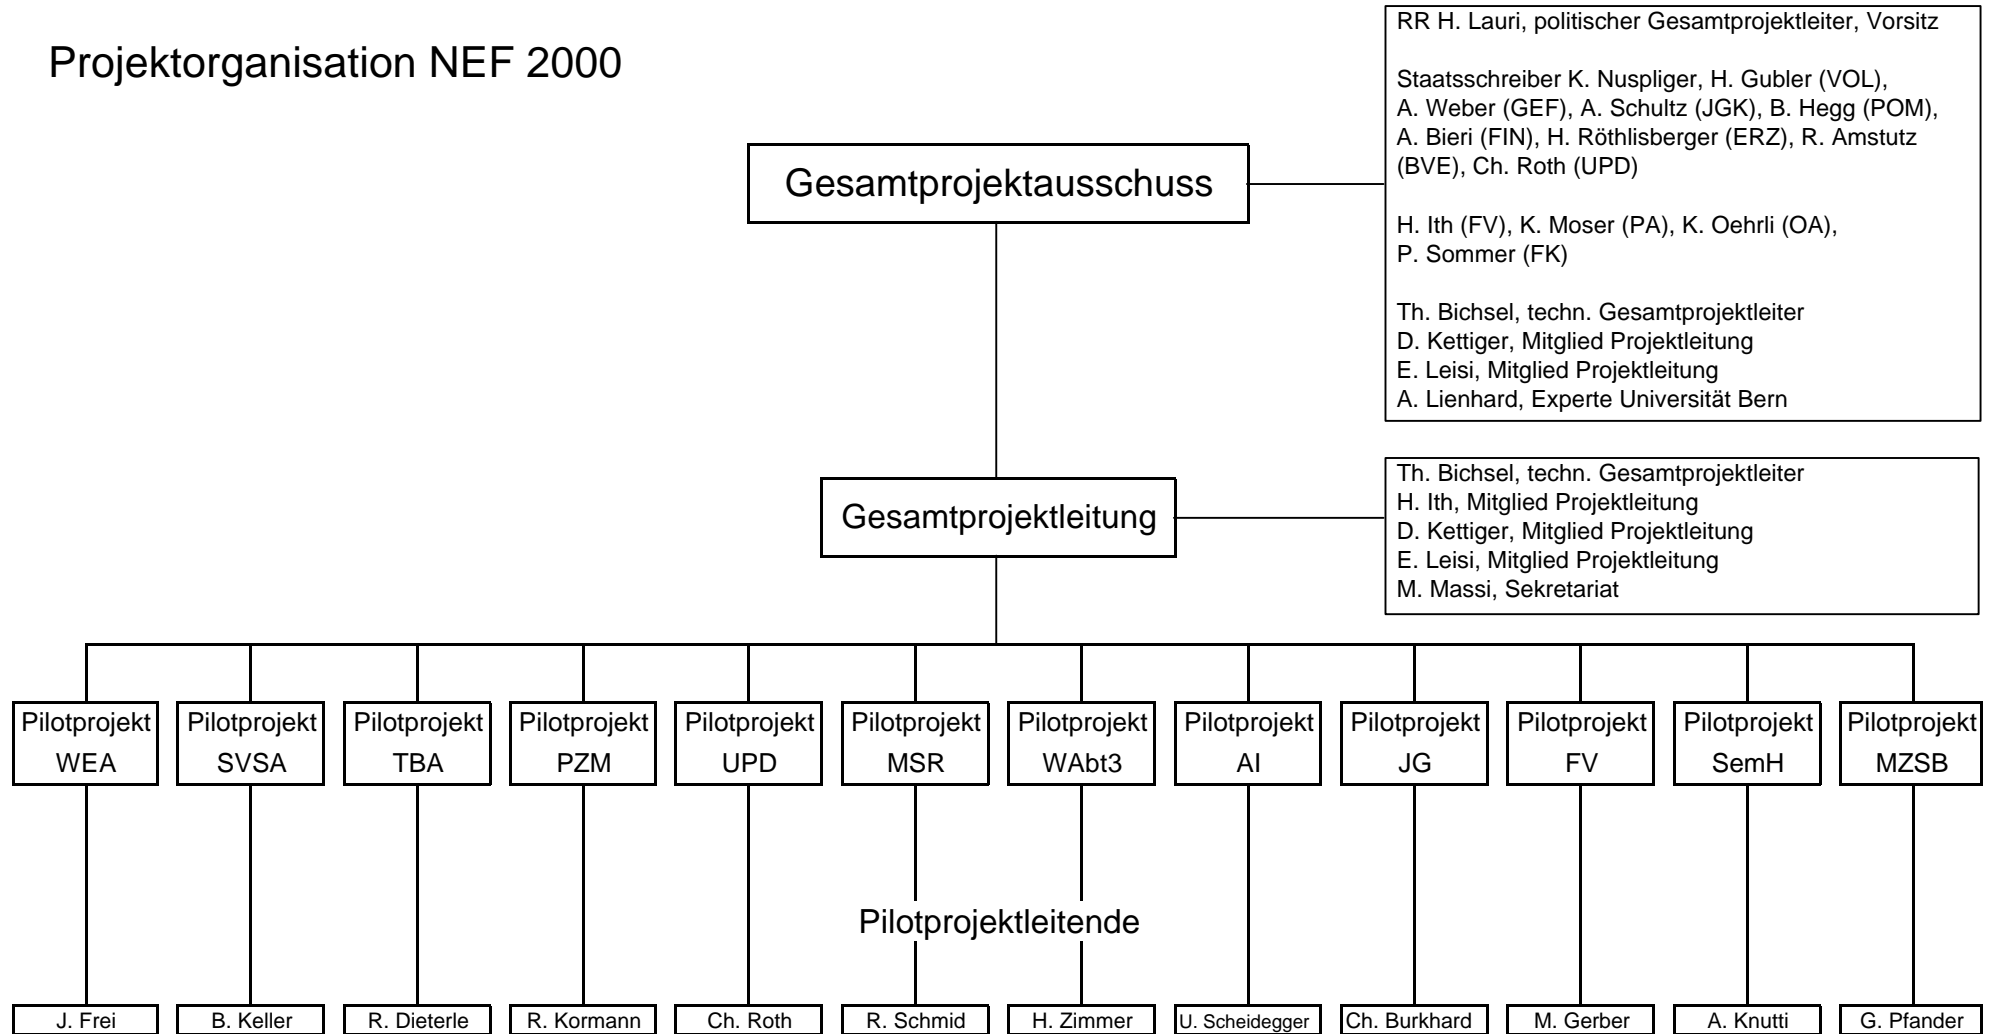 Projektorganisation NEF 2000
RR H. Lauri, politischer Gesamtprojektleiter, Vorsitz
Staatsschreiber K. Nuspliger, H. Gubler (VOL),
A. Weber (GEF), A. Schultz (JGK), B. Hegg (POM),
A. Bieri (FIN), H. Röthlisberger (ERZ), R. Amstutz
(BVE), Ch. Roth (UPD)
H. Ith (FV), K. Moser (PA), K. Oehrli (OA),
P. Sommer (FK)
Th. Bichsel, techn. Gesamtprojektleiter
D. Kettiger, Mitglied Projektleitung
E. Leisi, Mitglied Projektleitung
A. Lienhard, Experte Universität Bern
Gesamtprojektausschuss
Gesamtprojektleitung
Th. Bichsel, techn. Gesamtprojektleiter
H. Ith, Mitglied Projektleitung
D. Kettiger, Mitglied Projektleitung
E. Leisi, Mitglied Projektleitung
M. Massi, Sekretariat
Pilotprojekt
WEA
Pilotprojekt
SVSA
Pilotprojekt
TBA
Pilotprojekt
PZM
Pilotprojekt
UPD
Pilotprojekt
MSR
Pilotprojekt
WAbt3
Pilotprojekt
AI
Pilotprojekt
JG
Pilotprojekt
FV
Pilotprojekt
SemH
Pilotprojekt
MZSB
Pilotprojektleitende
J. Frei
B. Keller
R. Dieterle
R. Kormann
Ch. Roth
R. Schmid
H. Zimmer
U. Scheidegger
Ch. Burkhard
M. Gerber
A. Knutti
G. Pfander